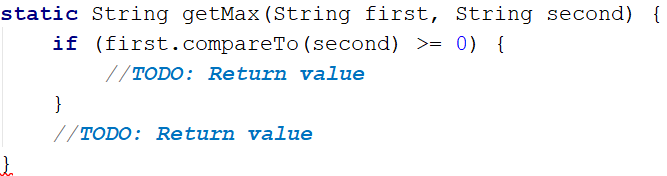 static String getMax(String first, String second) {
    if (first.compareTo(second) >= 0) {
        //TODO: Return value
    }
    //TODO: Return value
}